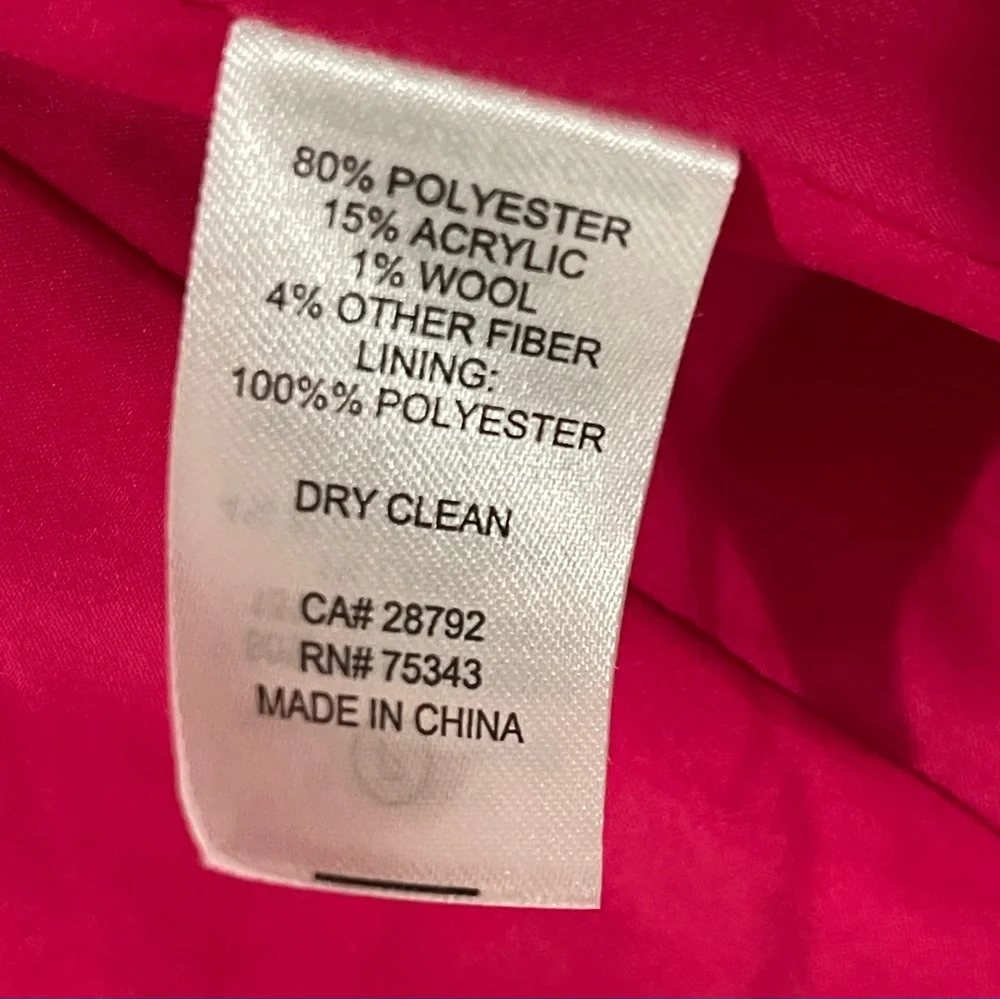 80% POLYESTER
15% ACRYLIC
1% WOOL
4% OTHER FIBER
LINING:
100%% POLYESTER
DRY CLEAN
CA# 28792
RN# 75343
MADE IN CHINA